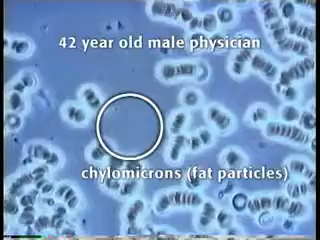 42 year old male physician
chylomicrons (fat particles)